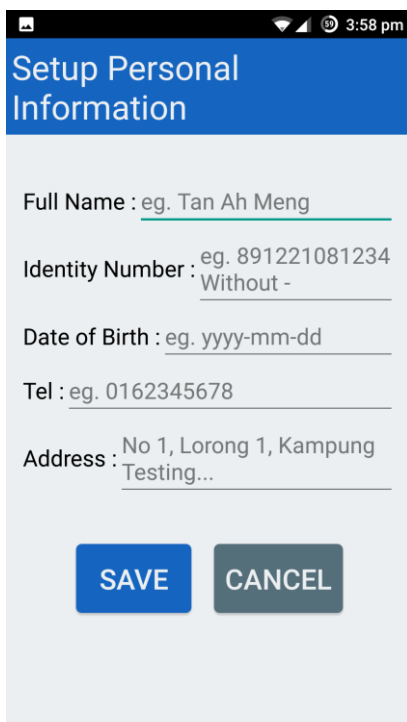 59 3:58 pm
Setup Personal
Information
Full Name : eg. Tan Ah Meng
Identity Number : eg. 891221081234
Without -
Date of Birth : eg. yyyy-mm-dd
Tel : eg. 0162345678
Address : No 1, Lorong 1, Kampung
Testing...
SAVE CANCEL